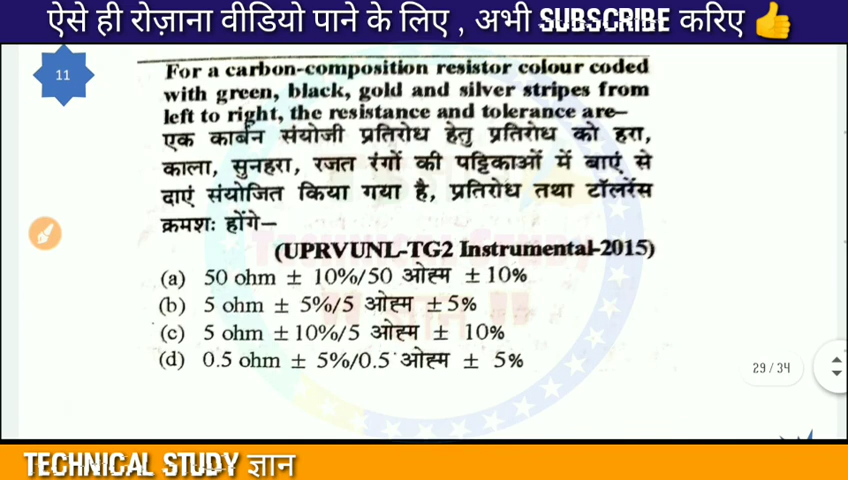 ऐसे ही रोज़ाना वीडियो पाने के लिए , अभी SUBSCRIBE करिए
11
For a carbon-composition resistor colour coded
with green, black, gold and silver stripes from
left to right, the resistance and tolerance are–
एक कार्बन संयोजी प्रतिरोध हेतु प्रतिरोध को हरा,
काला, सुनहरा, रजत रंगों की पट्टिकाओं में बाएं से
दाएं संयोजित किया गया है, प्रतिरोध तथा टॉलरेंस
क्रमशः होंगे–
(UPRVUNL-TG2 Instrumental-2015)
(a) 50 ohm ± 10%/50 ओह्म ± 10%
(b) 5 ohm ± 5%/5 ओह्म ± 5%
(c) 5 ohm ± 10%/5 ओह्म ± 10%
(d) 0.5 ohm ± 5%/0.5 ओह्म ± 5%
29 / 34
TECHNICAL STUDY ज्ञान